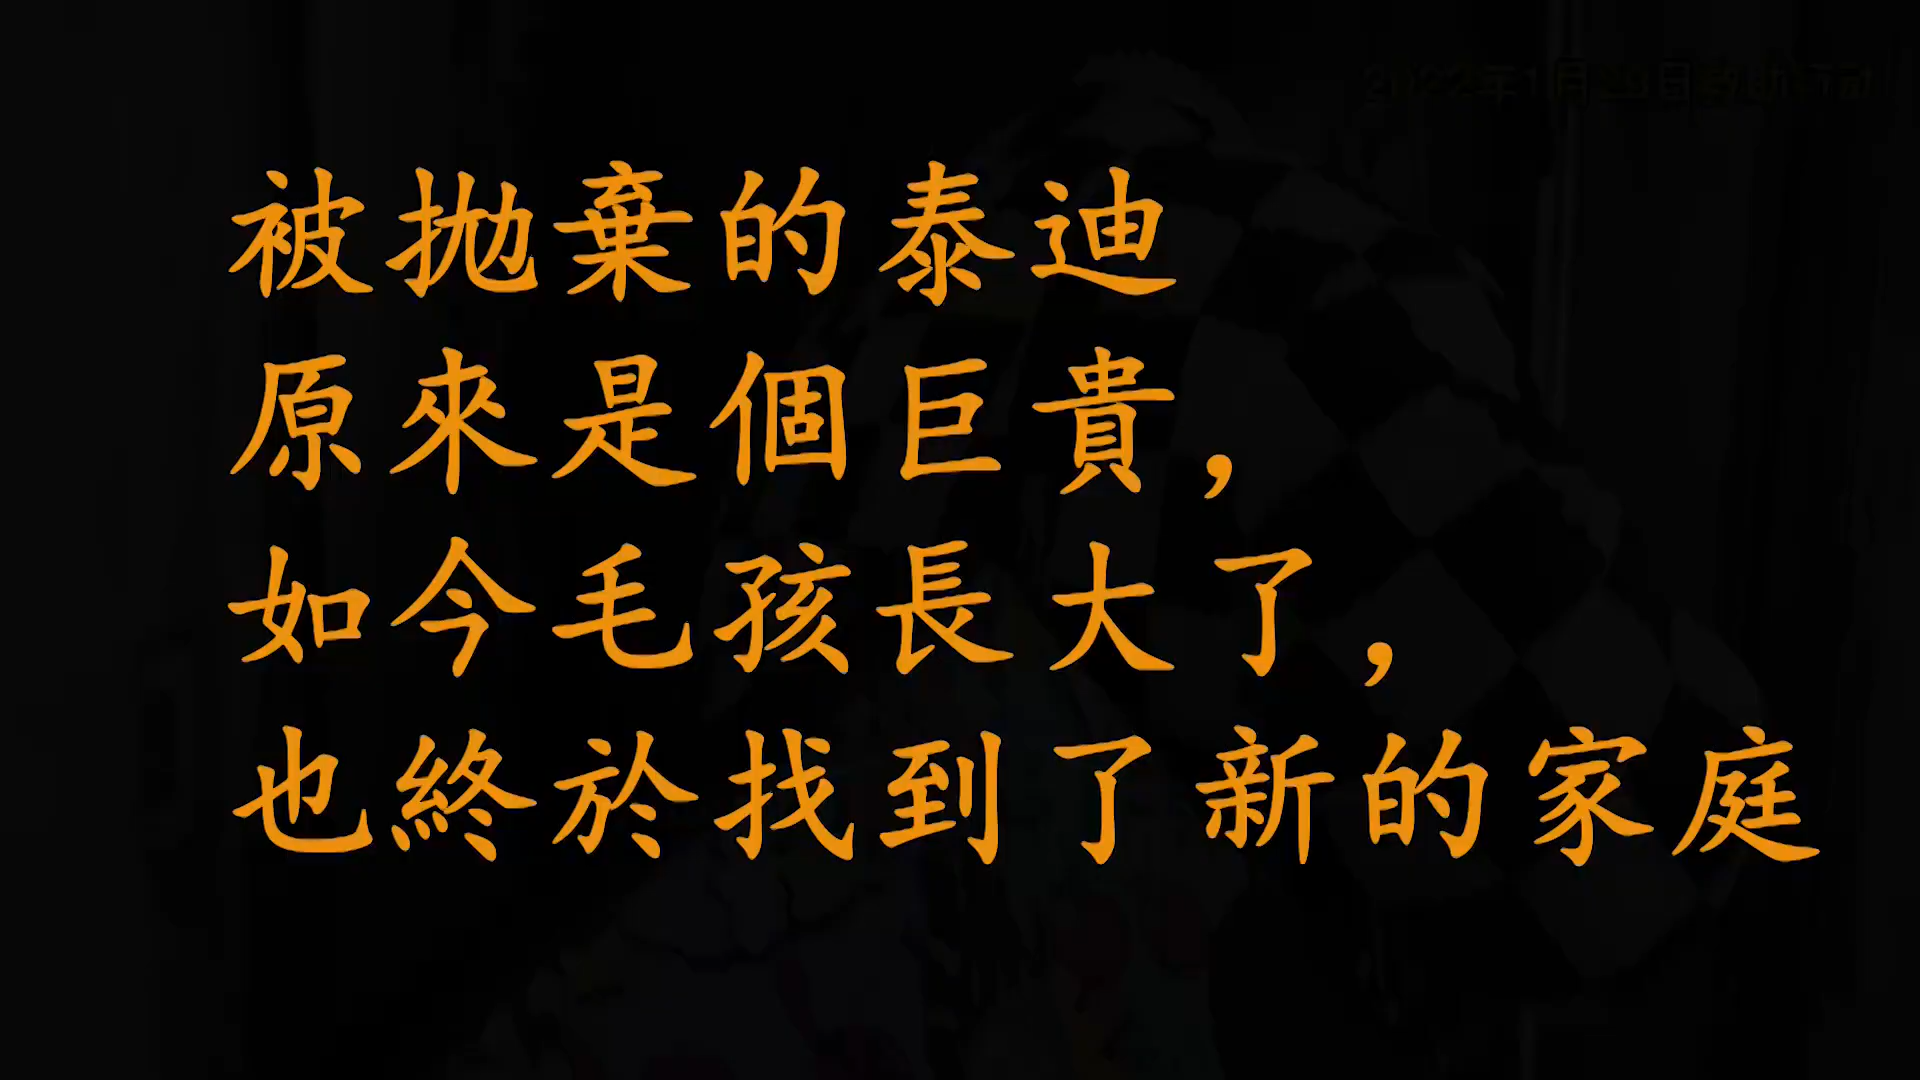 被拋棄的泰迪
原來是個巨貴，
如今毛孩長大了，
也終於找到了新的家庭